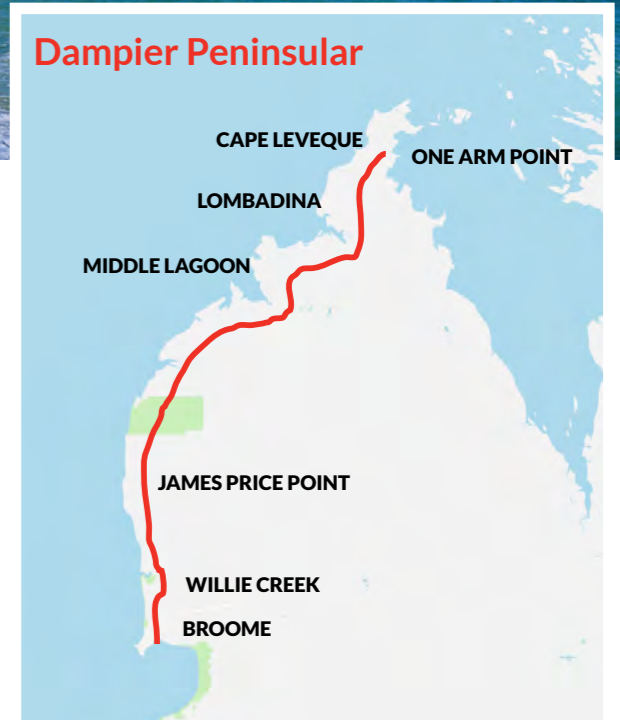 Dampier Peninsular
CAPE LEVEQUE
ONE ARM POINT
LOMBADINA
MIDDLE LAGOON
JAMES PRICE POINT
WILLIE CREEK
BROOME